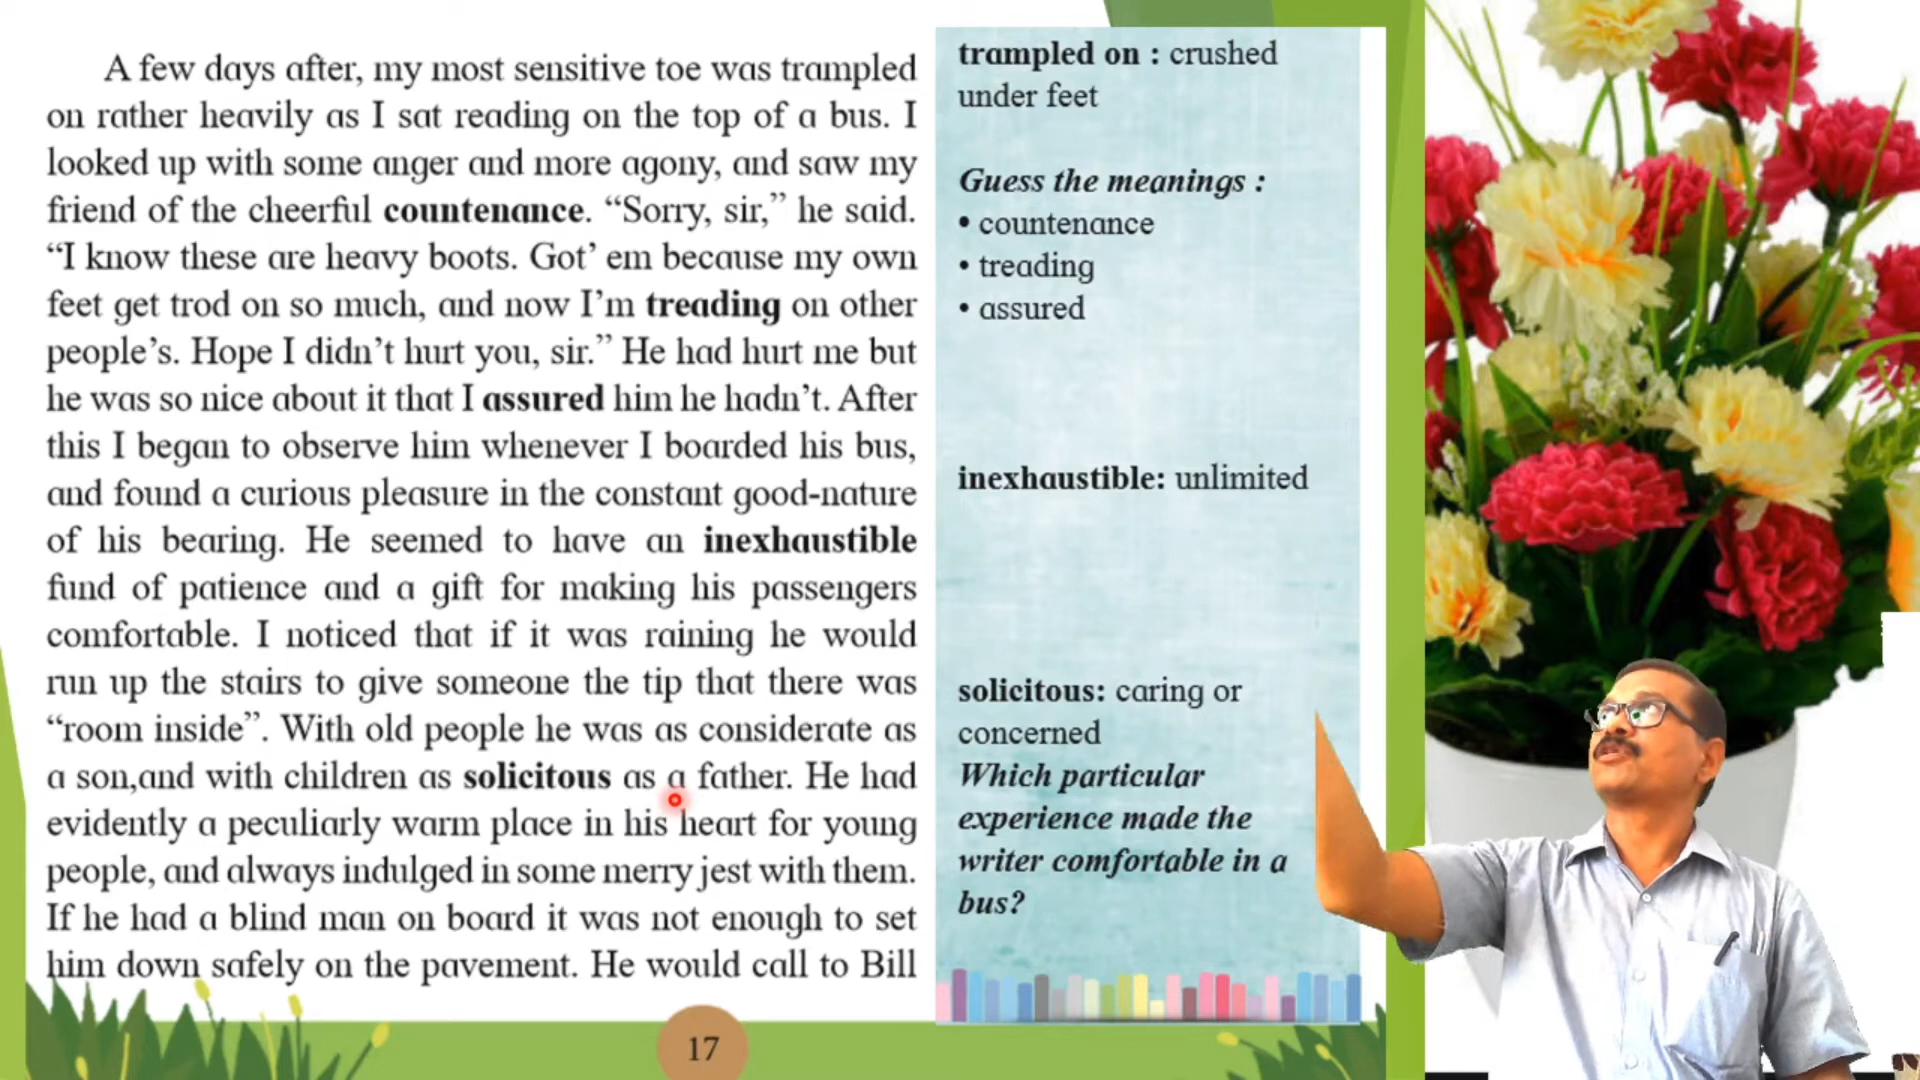 A few days after, my most sensitive toe was trampled
on rather heavily as I sat reading on the top of a bus. I
looked up with some anger and more agony, and saw my
friend of the cheerful countenance. “Sorry, sir,” he said.
“I know these are heavy boots. Got’ em because my own
feet get trod on so much, and now I’m treading on other
people’s. Hope I didn’t hurt you, sir.” He had hurt me but
he was so nice about it that I assured him he hadn’t. After
this I began to observe him whenever I boarded his bus,
and found a curious pleasure in the constant good-nature
of his bearing. He seemed to have an inexhaustible
fund of patience and a gift for making his passengers
comfortable. I noticed that if it was raining he would
run up the stairs to give someone the tip that there was
“room inside”. With old people he was as considerate as
a son,and with children as solicitous as a father. He had
evidently a peculiarly warm place in his heart for young
people, and always indulged in some merry jest with them.
If he had a blind man on board it was not enough to set
him down safely on the pavement. He would call to Bill
trampled on : crushed
under feet
Guess the meanings :
• countenance
• treading
• assured
inexhaustible: unlimited
solicitous: caring or
concerned
Which particular
experience made the
writer comfortable in a
bus?
17